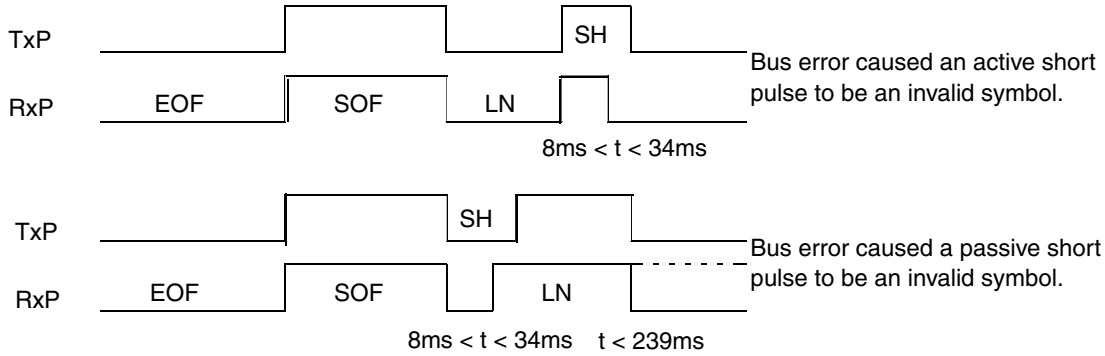 TxP
SH
Bus error caused an active short
pulse to be an invalid symbol.
RxP
EOF
SOF
LN
8ms < t < 34ms
TxP
SH
Bus error caused a passive short
pulse to be an invalid symbol.
RxP
EOF
SOF
LN
8ms < t < 34ms
t < 239ms